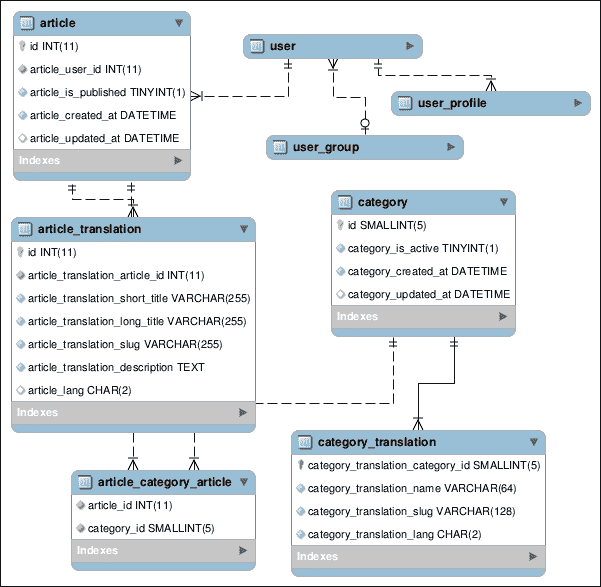 article
id INT(11)
article_user_id INT(11)
article_is_published TINYINT(1)
article_created_at DATETIME
article_updated_at DATETIME
Indexes
user
user_profile
user_group
article_translation
id INT(11)
article_translation_article_id INT(11)
article_translation_short_title VARCHAR(255)
article_translation_long_title VARCHAR(255)
article_translation_slug VARCHAR(255)
article_translation_description TEXT
article_lang CHAR(2)
Indexes
category
id SMALLINT(5)
category_is_active TINYINT(1)
category_created_at DATETIME
category_updated_at DATETIME
Indexes
article_category_article
article_id INT(11)
category_id SMALLINT(5)
Indexes
category_translation
category_translation_category_id SMALLINT(5)
category_translation_name VARCHAR(64)
category_translation_slug VARCHAR(128)
category_translation_lang CHAR(2)
Indexes